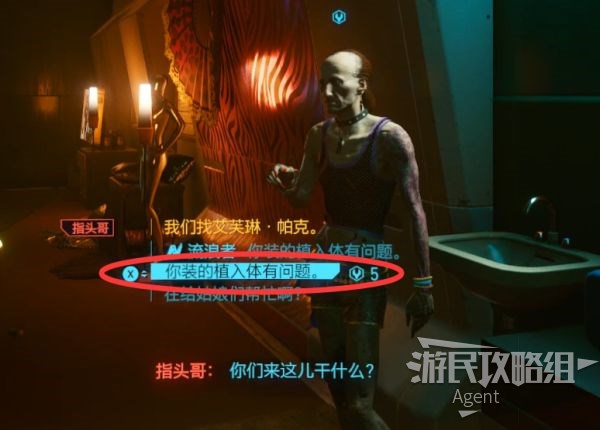 指头哥
我们找艾芙琳·帕克。
流浪者 你装的植入体有问题。
X 你装的植入体有问题。 5
在给姑娘们帮忙啊？
指头哥： 你们来这儿干什么？
游民攻略组
Agent